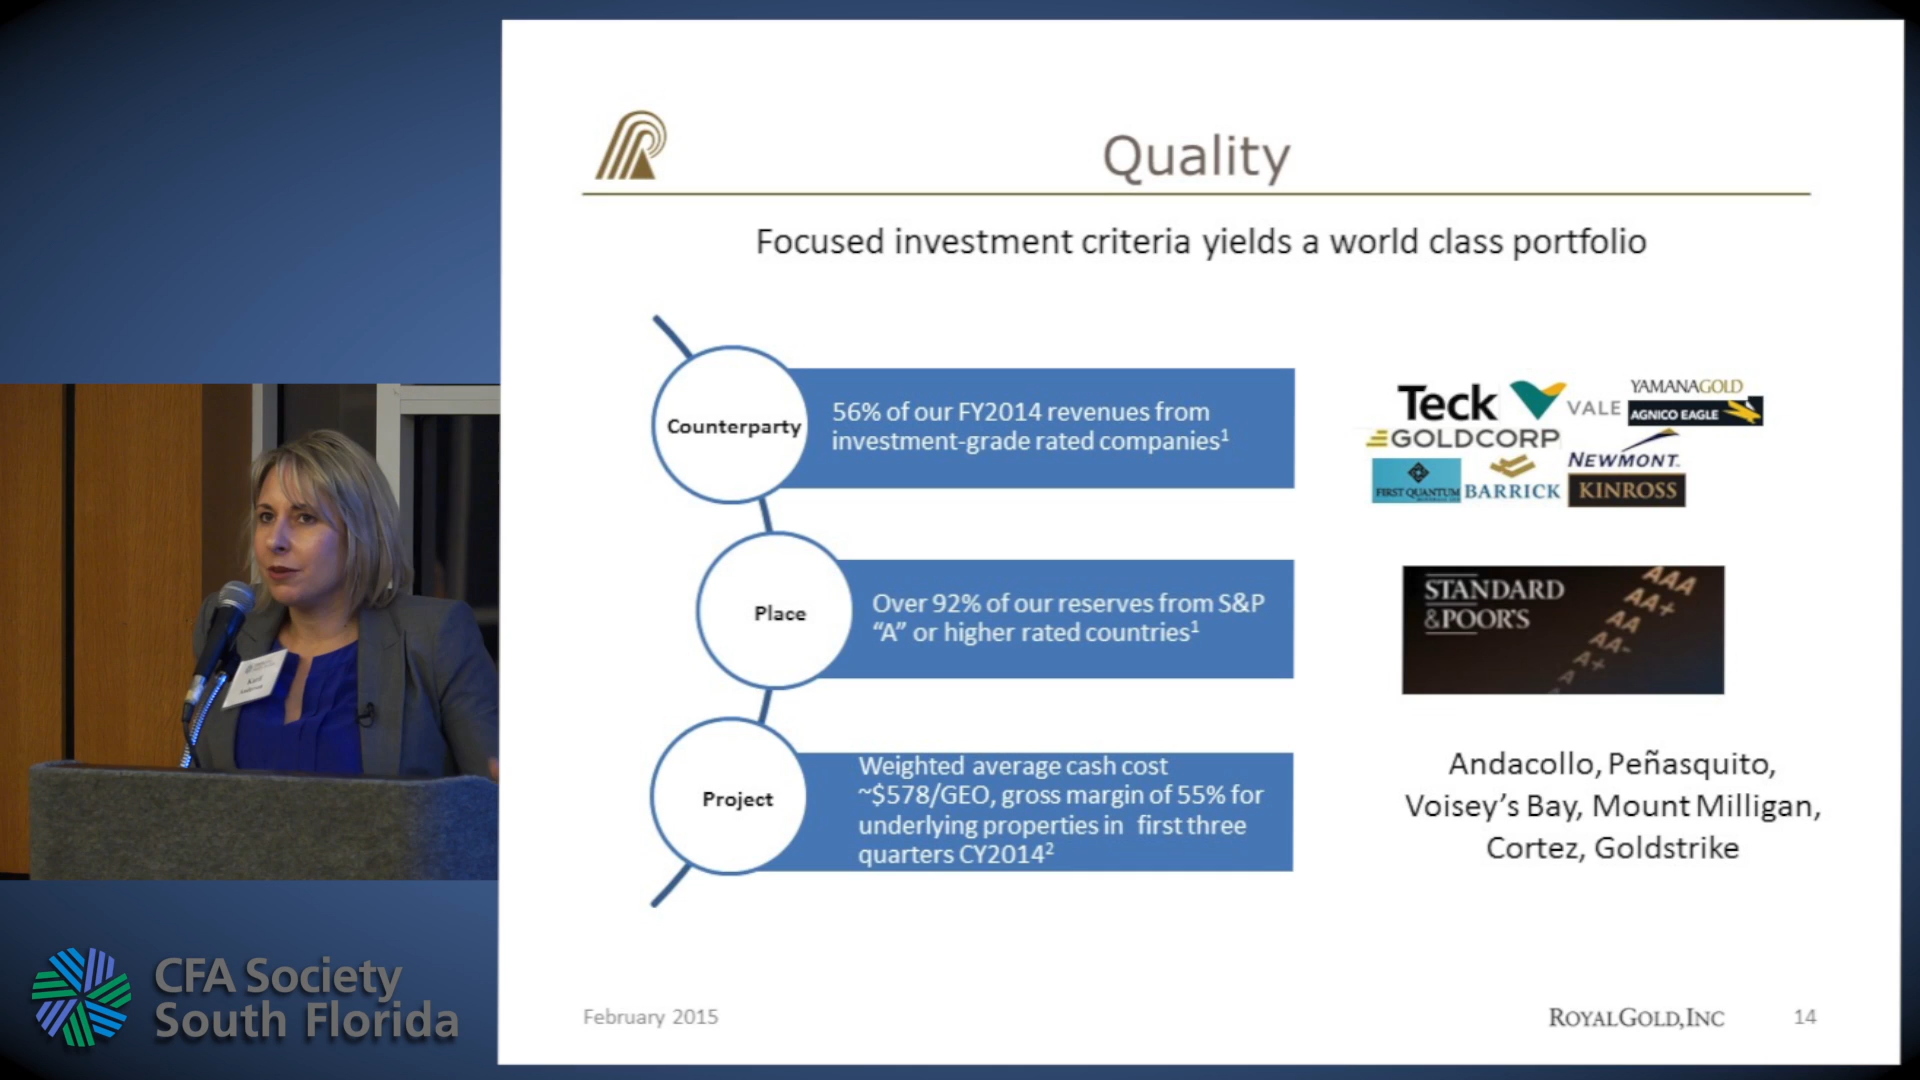 Quality
Focused investment criteria yields a world class portfolio
Counterparty
56% of our FY2014 revenues from
investment-grade rated companies¹
Teck
VALE
YAMANAGOLD
AGNICO EAGLE
GOLDCORP
NEWMONT.
FIRST QUANTUM
BARRICK
KINROSS
Place
Over 92% of our reserves from S&P
“A” or higher rated countries¹
STANDARD
&POOR'S
AAA
AA+
AA
AA-
A+
A
Project
Weighted average cash cost
~$578/GEO, gross margin of 55% for
underlying properties in first three
quarters CY2014²
Andacollo, Peñasquito,
Voisey’s Bay, Mount Milligan,
Cortez, Goldstrike
CFA Society
South Florida
February 2015
ROYAL GOLD, INC
14